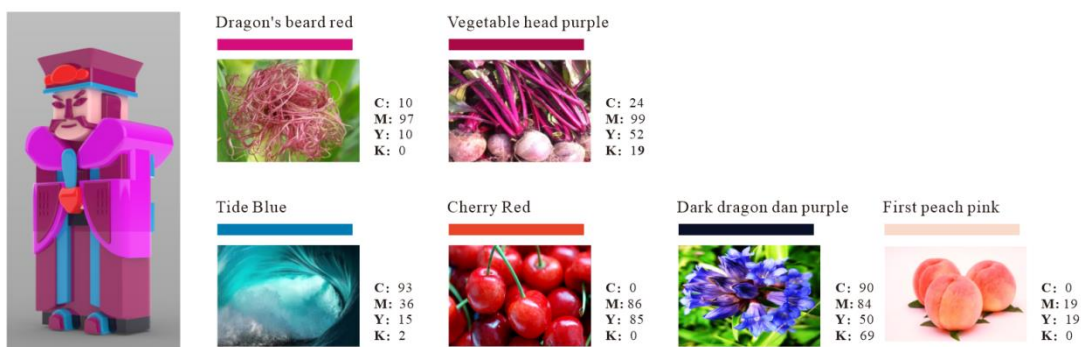 Dragon's beard red
C: 10
M: 97
Y: 10
K: 0
Vegetable head purple
C: 24
M: 99
Y: 52
K: 19
Tide Blue
C: 93
M: 36
Y: 15
K: 2
Cherry Red
C: 0
M: 86
Y: 85
K: 0
Dark dragon dan purple
C: 90
M: 84
Y: 50
K: 69
First peach pink
C: 0
M: 19
Y: 19
K: 0